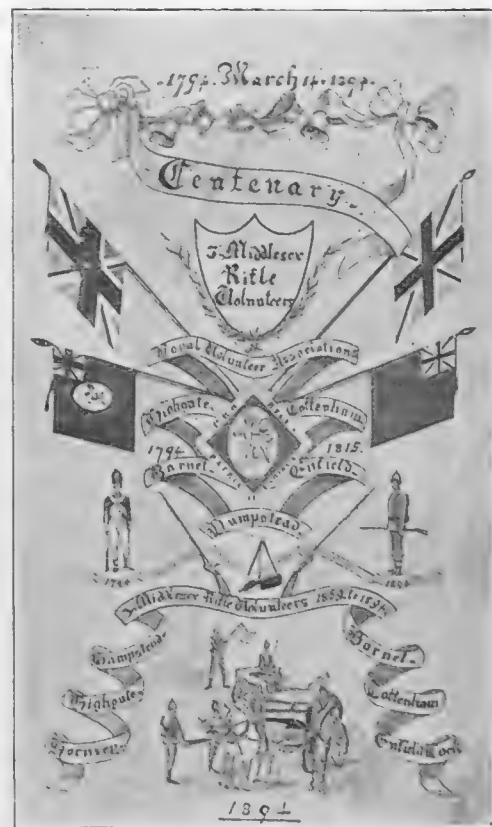 1794. March 14. 1894.
Centenary
3. Middlesex
Rifle
Volunteers
Loyal Volunteer Associations
Highgate Tottenham
1794 1815.
Barnet Enfield
Hampstead
1794 1894
3. Middlesex Rifle Volunteers 1859 to 1894
Hampstead Barnet
Highgate Tottenham
Hornsey Enfield Lock
1894